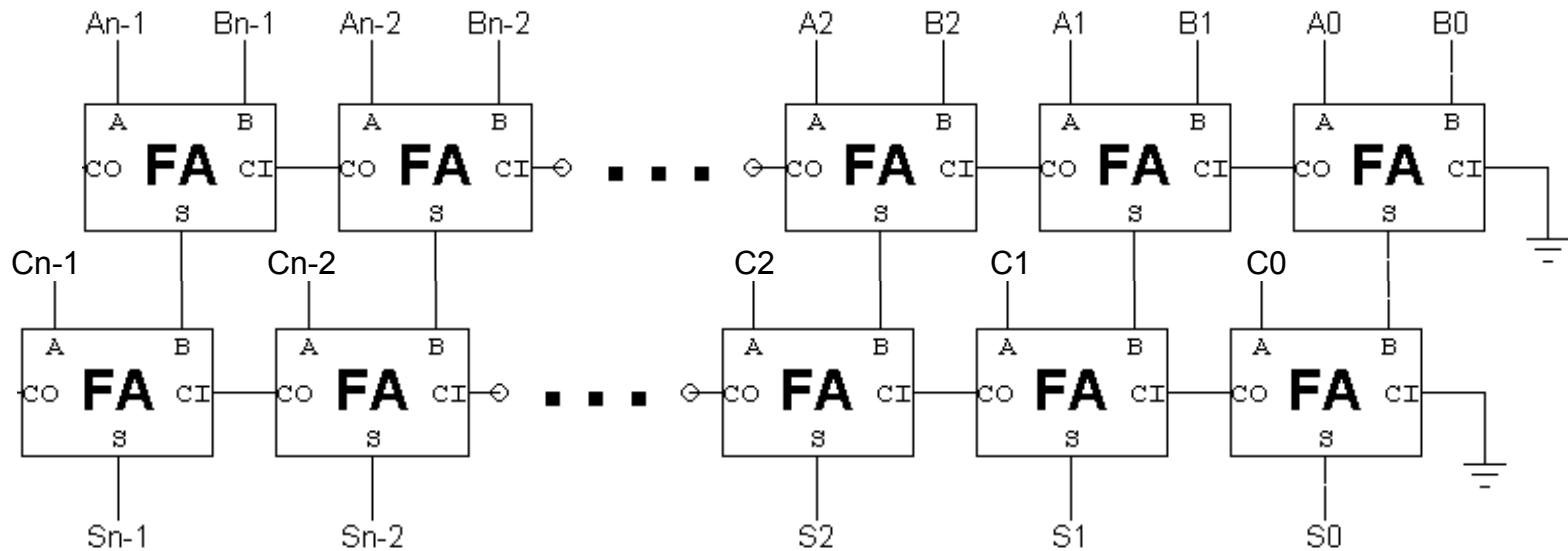 An-1 Bn-1 An-2 Bn-2 A2 B2 A1 B1 A0 B0
A B A B A B A B A B
CO FA CI CO FA CI ... CO FA CI CO FA CI CO FA CI
S S S S S
Cn-1 Cn-2 C2 C1 C0
A B A B A B A B A B
CO FA CI CO FA CI ... CO FA CI CO FA CI CO FA CI
S S S S S
Sn-1 Sn-2 S2 S1 S0